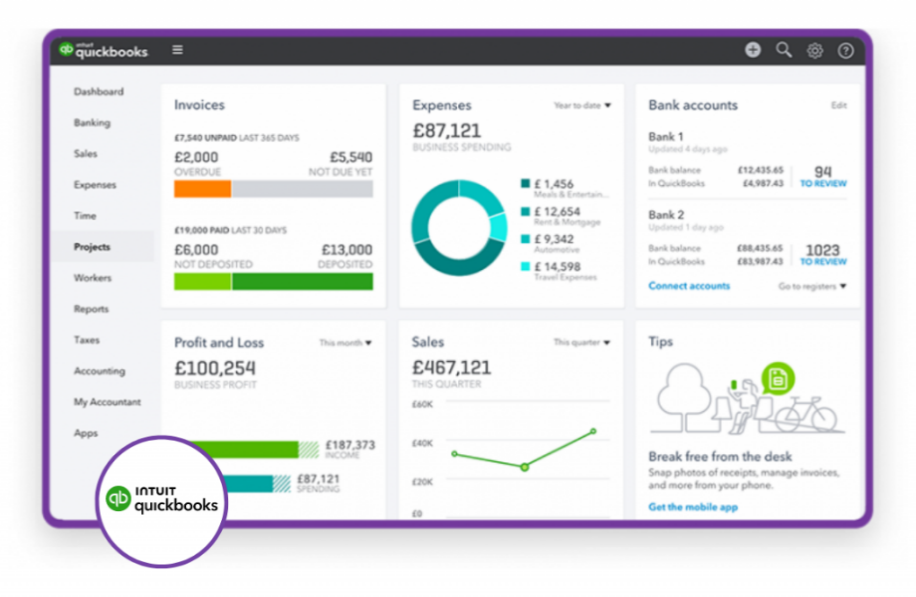 intuit
quickbooks
Dashboard
Banking
Sales
Expenses
Time
Projects
Workers
Reports
Taxes
Accounting
My Accountant
Apps
Invoices
£7,540 UNPAID LAST 365 DAYS
£2,000 £5,540
OVERDUE NOT DUE YET
£19,000 PAID LAST 30 DAYS
£6,000 £13,000
NOT DEPOSITED DEPOSITED
Expenses Year to date
£87,121
BUSINESS SPENDING
£ 1,456
Meals & Entertain...
£ 12,654
Rent & Mortgage
£ 9,342
Automotive
£ 14,598
Travel Expenses
Bank accounts Edit
Bank 1
Updated 4 days ago
Bank balance £12,435.65 94
In QuickBooks £4,987.43 TO REVIEW
Bank 2
Updated 1 day ago
Bank balance £88,435.65 1023
In QuickBooks £83,987.43 TO REVIEW
Connect accounts Go to registers
Profit and Loss This month
£100,254
BUSINESS PROFIT
£187,373
INCOME
£87,121
SPENDING
Sales This quarter
£467,121
THIS QUARTER
£60K
£40K
£20K
£0
Tips
Break free from the desk
Snap photos of receipts, manage invoices,
and more from your phone.
Get the mobile app
qb INTUIT
quickbooks